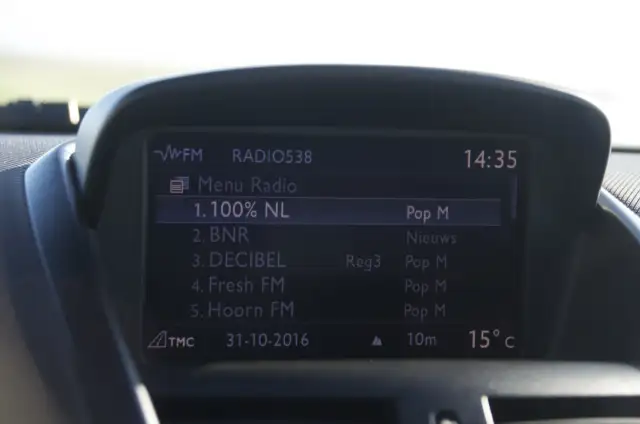 FM RADIO538 14:35
Menu Radio
1. 100% NL Pop M
2. BNR Nieuws
3. DECIBEL Reg3 Pop M
4. Fresh FM Pop M
5. Hoorn FM Pop M
TMC 31-10-2016 10m 15°C